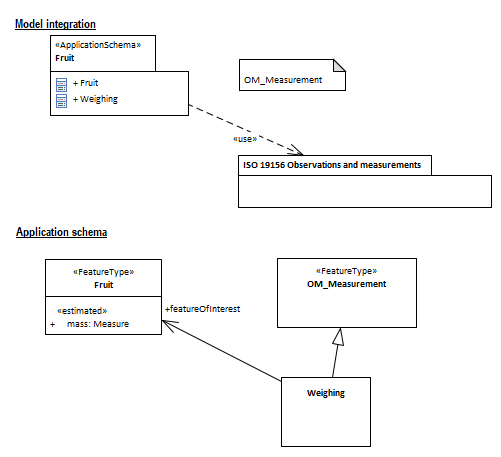 Model integration
«ApplicationSchema»
Fruit
+ Fruit
+ Weighing
OM_Measurement
«use»
ISO 19156 Observations and measurements
Application schema
«FeatureType»
Fruit
«estimated»
+ mass: Measure
+featureOfInterest
«FeatureType»
OM_Measurement
Weighing